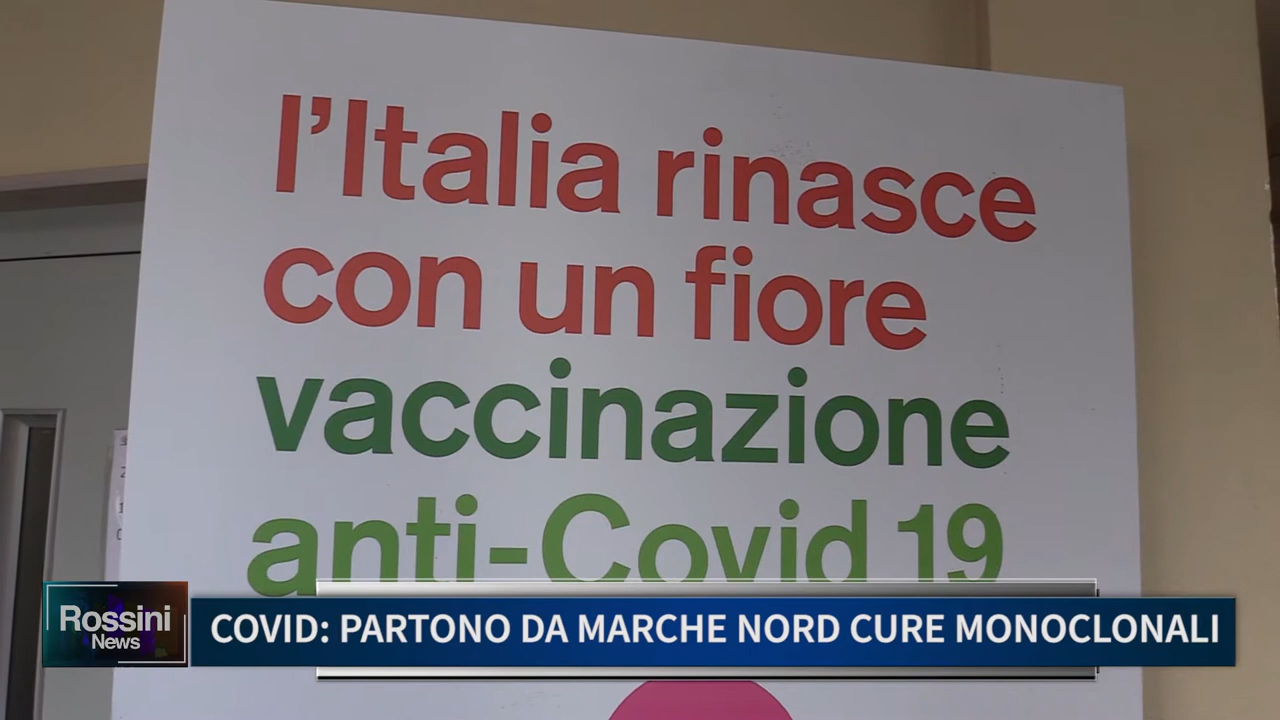 l'Italia rinasce
con un fiore
vaccinazione
anti-Covid 19
Rossini
News
COVID: PARTONO DA MARCHE NORD CURE MONOCLONALI